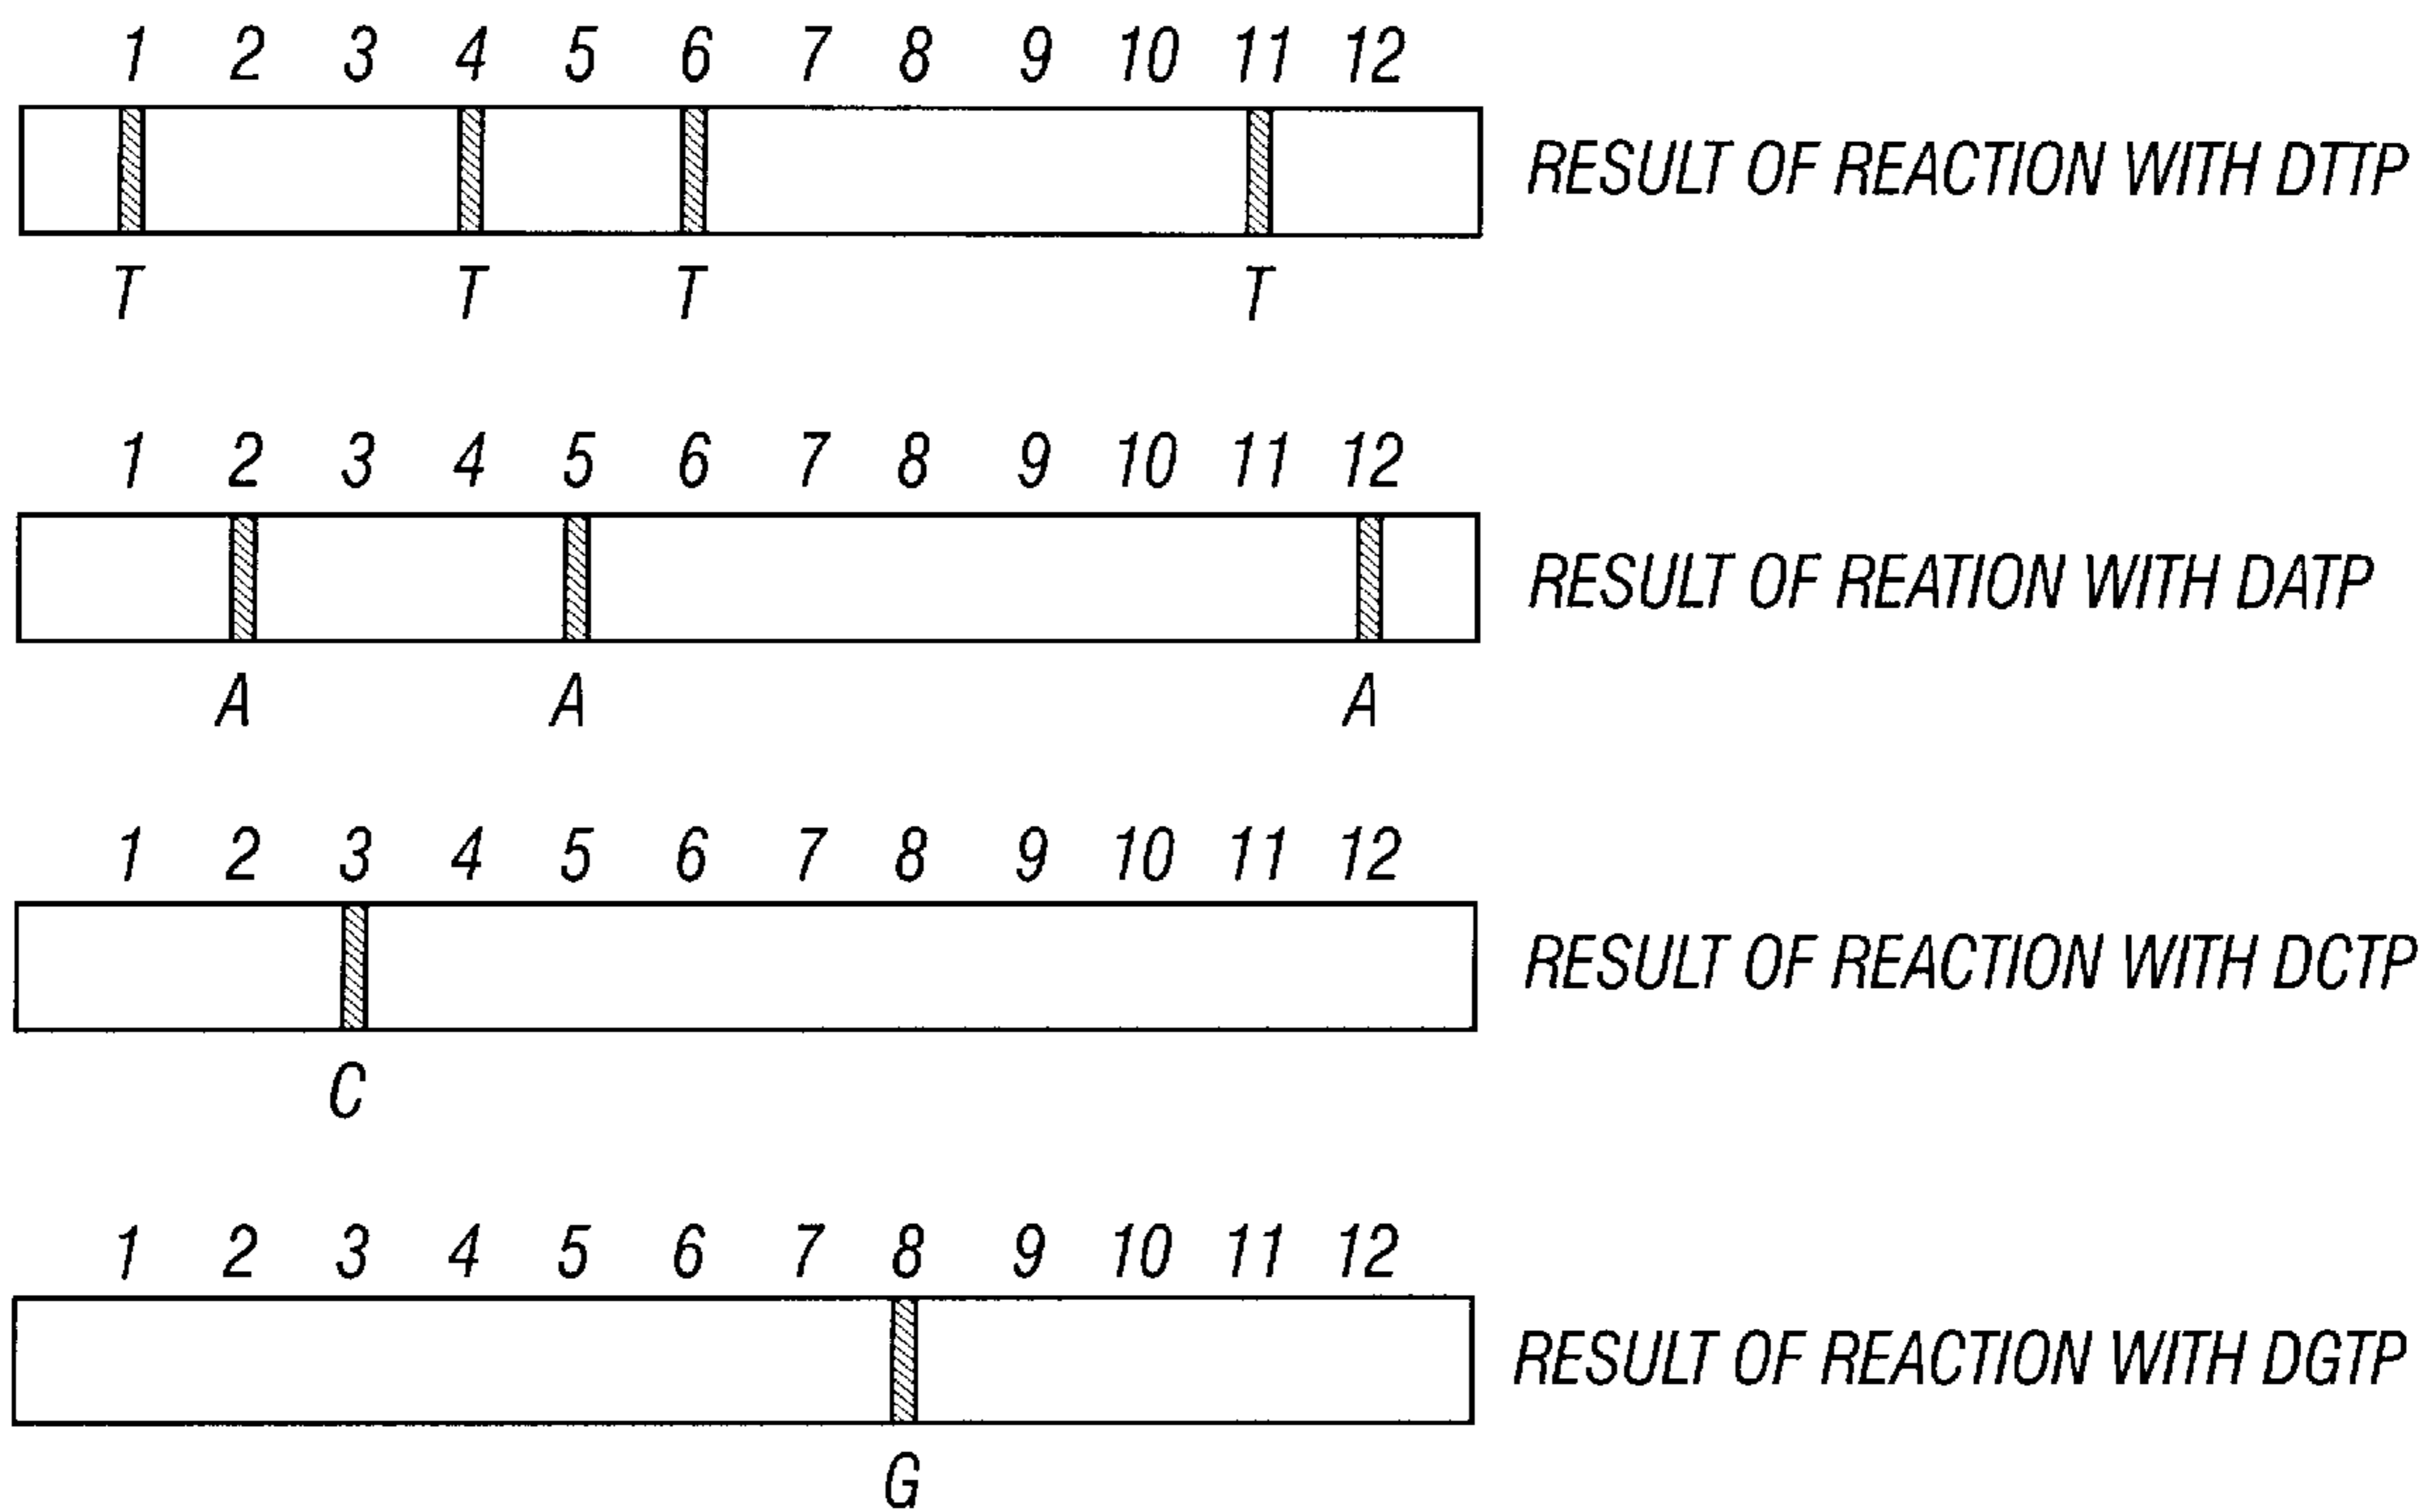 1 2 3 4 5 6 7 8 9 10 11 12
RESULT OF REACTION WITH DTTP
T T T T
1 2 3 4 5 6 7 8 9 10 11 12
RESULT OF REATION WITH DATP
A A A
1 2 3 4 5 6 7 8 9 10 11 12
RESULT OF REACTION WITH DCTP
C
1 2 3 4 5 6 7 8 9 10 11 12
RESULT OF REACTION WITH DGTP
G